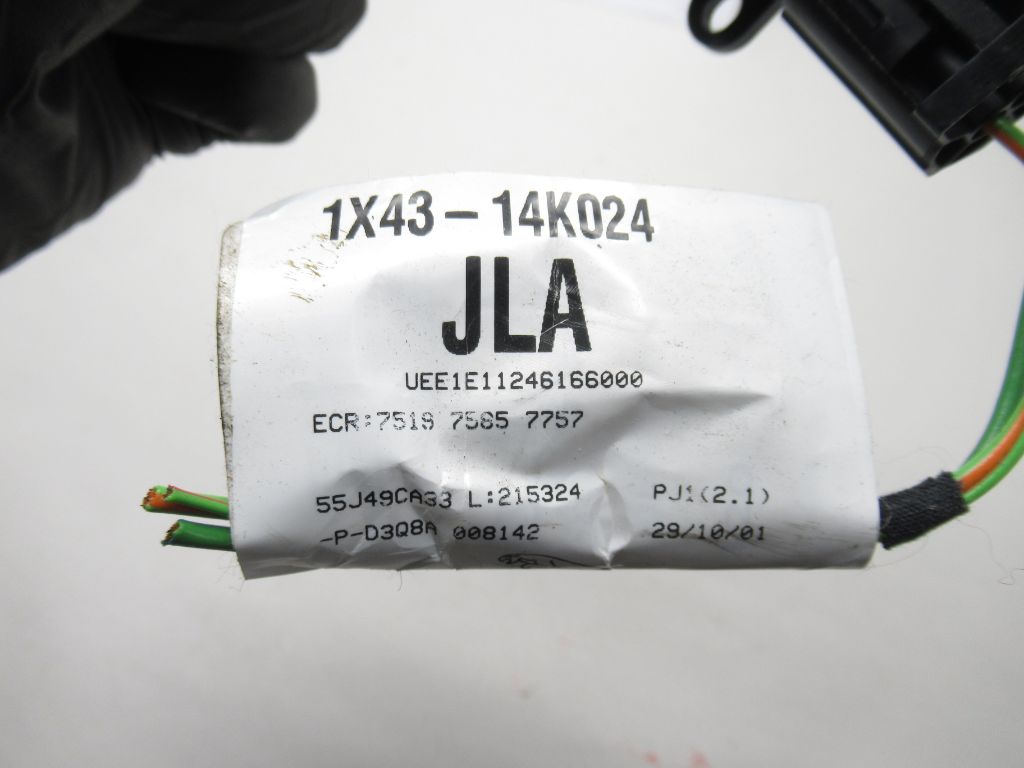 1X43-14K024
JLA
UEE1E11246166000
ECR:7519 7585 7757
55J49CA33 L:215324 PJ1(2.1)
-P-D3Q8A 008142 29/10/01